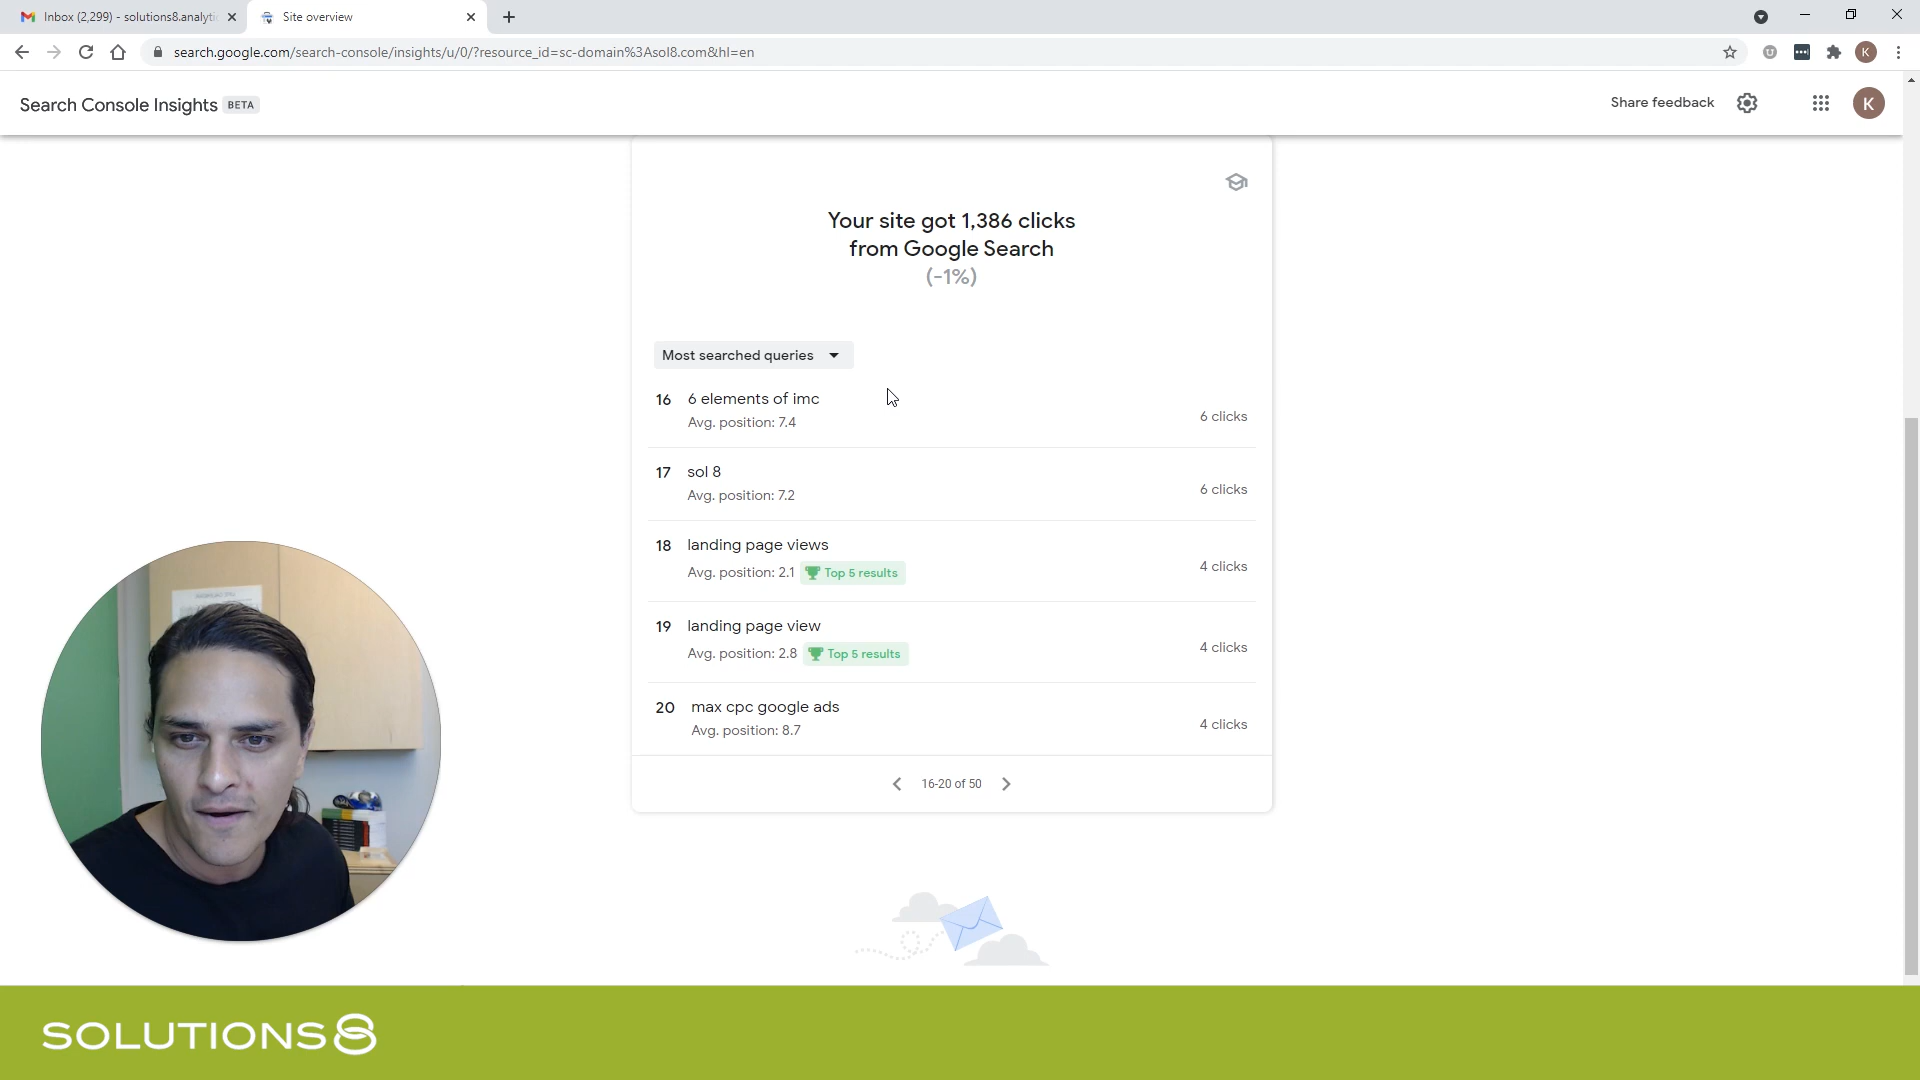 Inbox (2,299) - solutions8.analytic
Site overview
search.google.com/search-console/insights/u/0/?resource_id=sc-domain%3Asol8.com&hl=en
K
Search Console Insights BETA
Share feedback
K
Your site got 1,386 clicks
from Google Search
(-1%)
Most searched queries
16 6 elements of imc
Avg. position: 7.4
6 clicks
17 sol 8
Avg. position: 7.2
6 clicks
18 landing page views
Avg. position: 2.1 Top 5 results
4 clicks
19 landing page view
Avg. position: 2.8 Top 5 results
4 clicks
20 max cpc google ads
Avg. position: 8.7
4 clicks
16-20 of 50
SOLUTIONS8